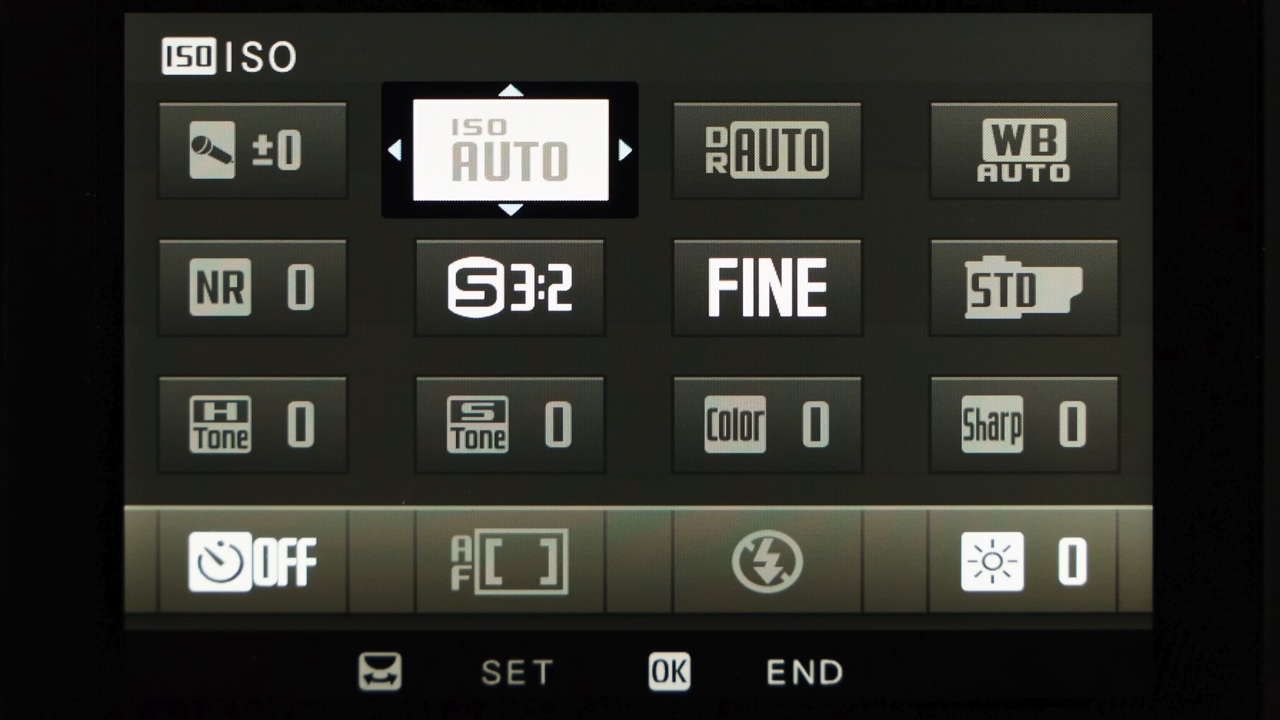 ISO ISO
±0
ISO AUTO
DR AUTO
WB AUTO
NR 0
S 3:2
FINE
STD
H Tone 0
S Tone 0
Color 0
Sharp 0
OFF
AF [ ]
0
SET OK END